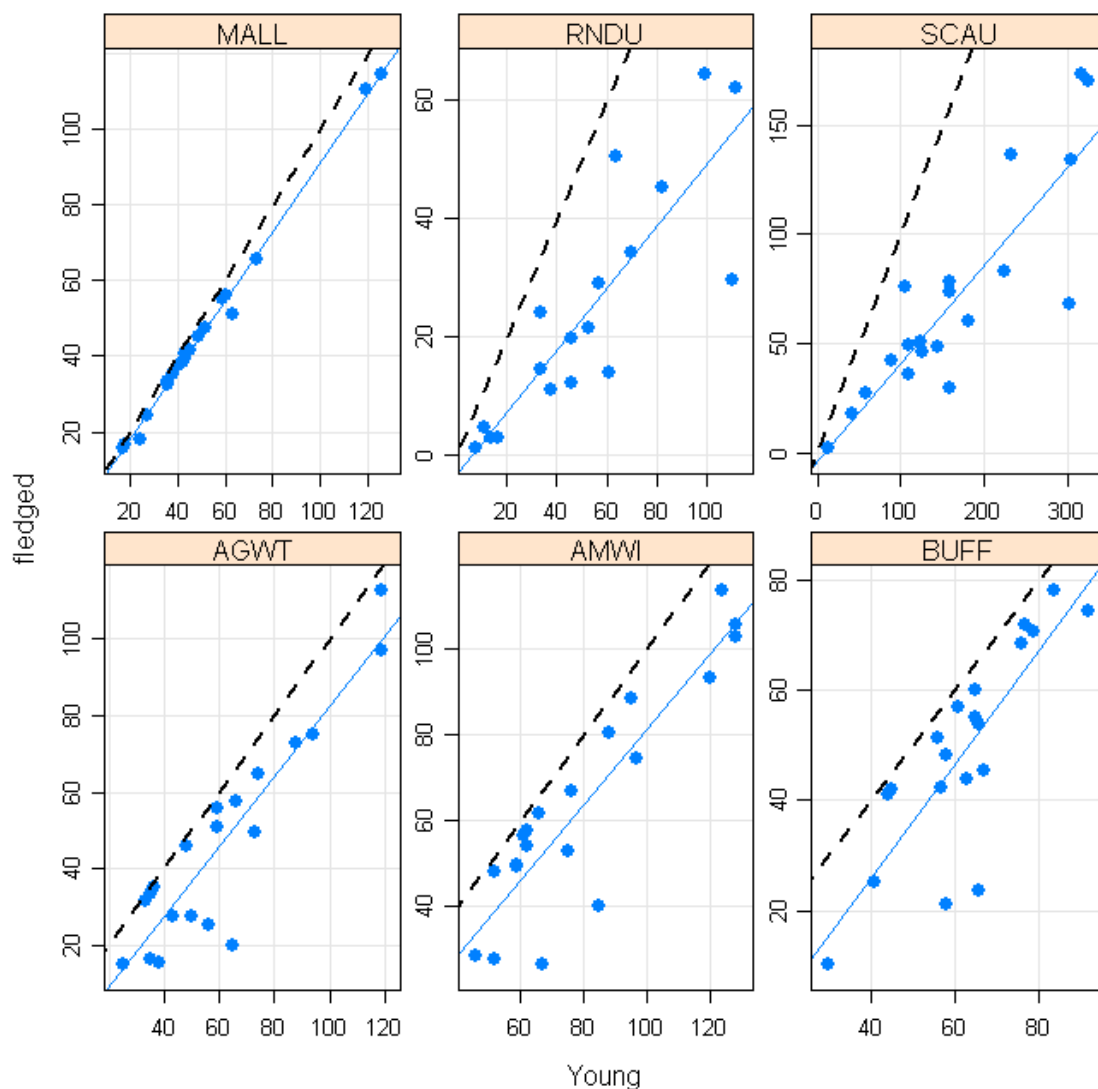 MALL RNDU SCAU
20 40 60 80 100
0 20 40 60
0 50 100 150
20 40 60 80 100 120
20 40 60 80 100
0 100 200 300
fledged
AGWT AMWI BUFF
20 40 60 80 100
40 60 80 100
20 40 60 80
40 60 80 100 120
60 80 100 120
40 60 80
Young